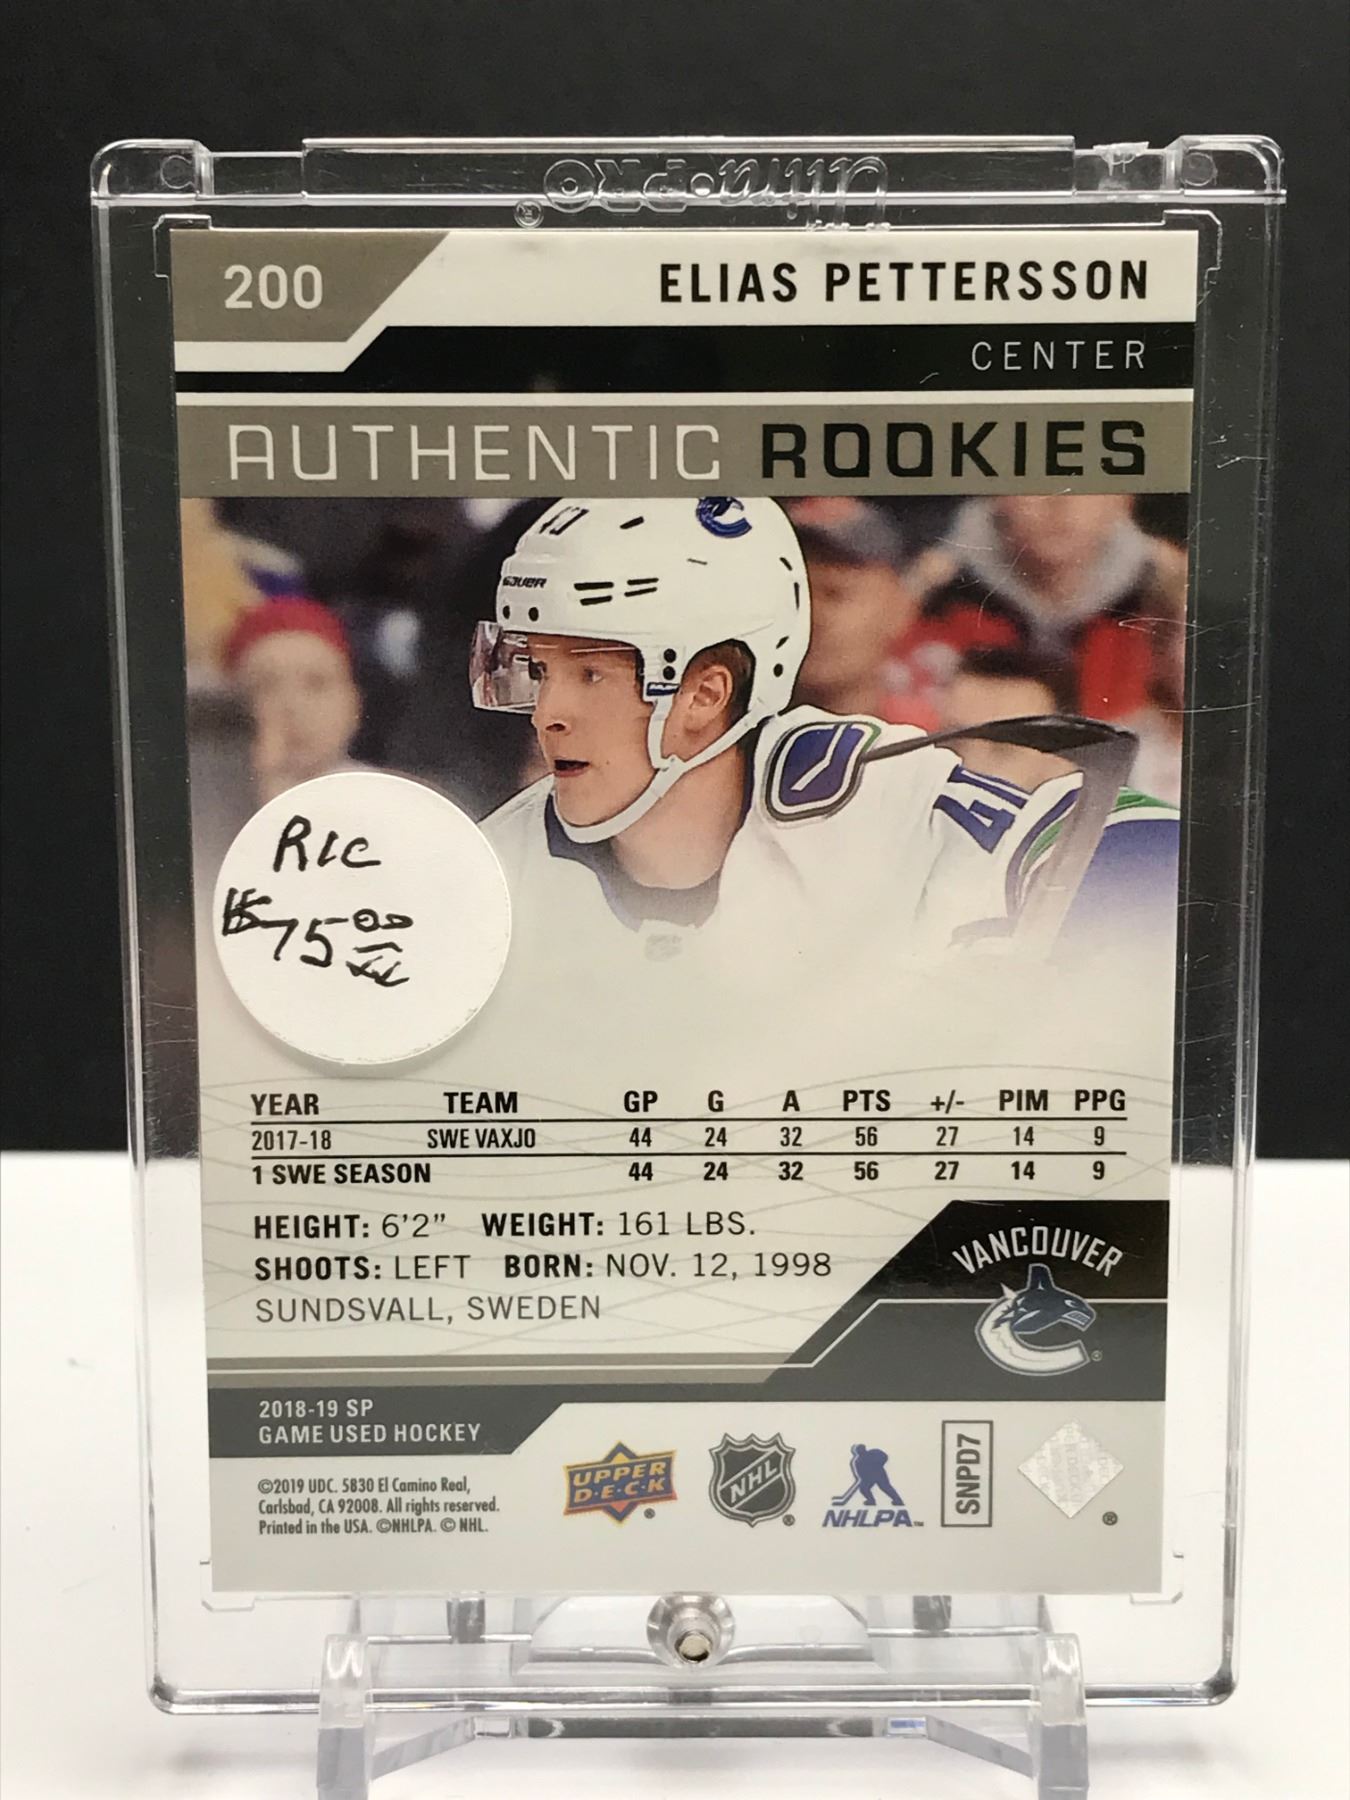 ultra·PRO®
200
ELIAS PETTERSSON
CENTER
AUTHENTIC ROOKIES
BAUER
R/C
75 00
YEAR TEAM GP G A PTS +/- PIM PPG
2017-18 SWE VAXJO 44 24 32 56 27 14 9
1 SWE SEASON 44 24 32 56 27 14 9
HEIGHT: 6'2" WEIGHT: 161 LBS.
SHOOTS: LEFT BORN: NOV. 12, 1998
SUNDSVALL, SWEDEN
VANCOUVER
2018-19 SP
GAME USED HOCKEY
©2019 UDC. 5830 El Camino Real,
Carlsbad, CA 92008. All rights reserved.
Printed in the USA. ©NHLPA. © NHL.
UPPER
D·E·C·K®
NHL®
NHLPA™
SNPD7
®